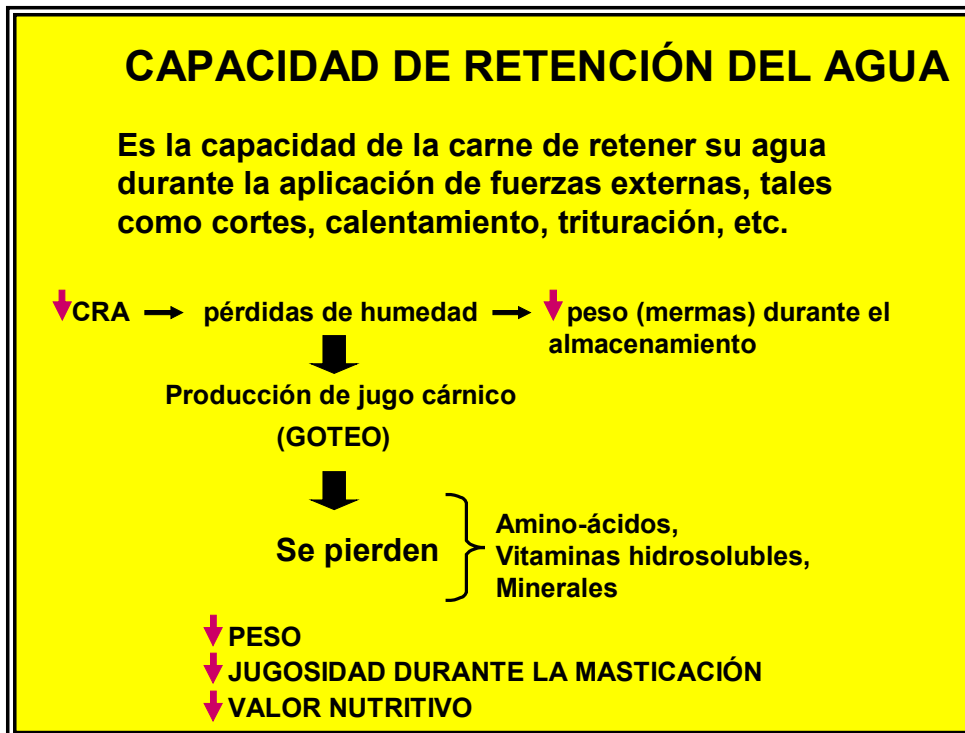 CAPACIDAD DE RETENCIÓN DEL AGUA
Es la capacidad de la carne de retener su agua
durante la aplicación de fuerzas externas, tales
como cortes, calentamiento, trituración, etc.
CRA pérdidas de humedad peso (mermas) durante el
almacenamiento
Producción de jugo cárnico
(GOTEO)
Se pierden
Amino-ácidos,
Vitaminas hidrosolubles,
Minerales
PESO
JUGOSIDAD DURANTE LA MASTICACIÓN
VALOR NUTRITIVO